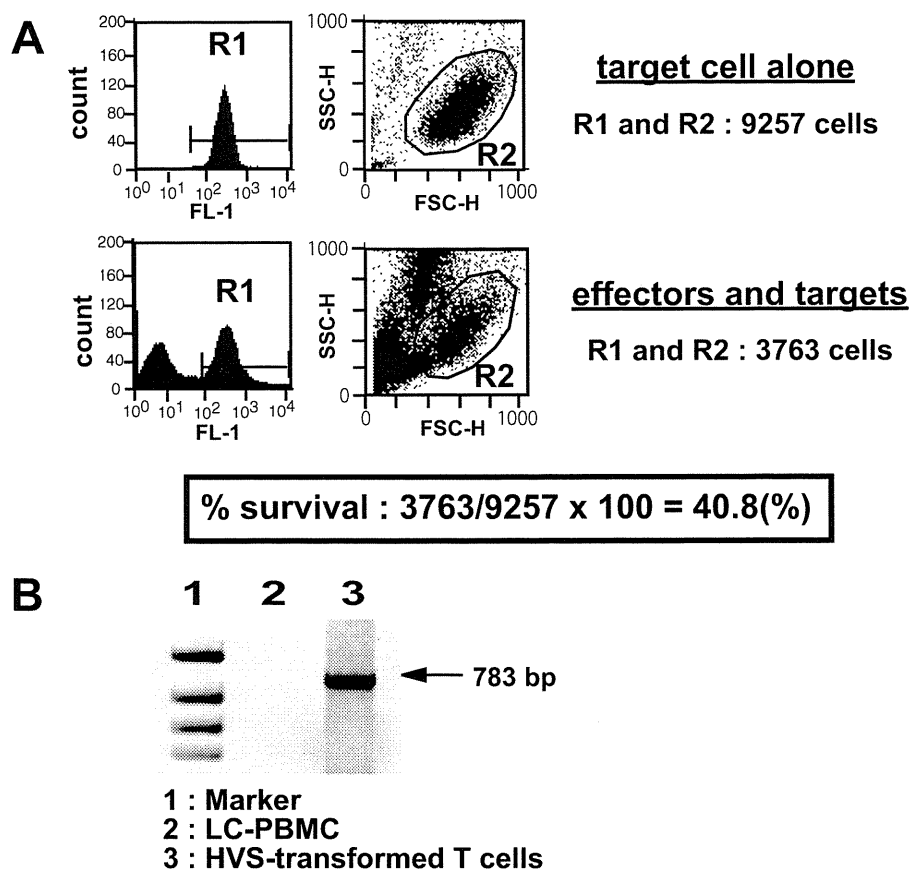 A
200
160
120
80
40
0
count
R1
10^0 10^1 10^2 10^3 10^4
FL-1
1000
SSC-H
0
R2
0 1000
FSC-H
target cell alone
R1 and R2 : 9257 cells
200
160
120
80
40
0
count
R1
10^0 10^1 10^2 10^3 10^4
FL-1
1000
SSC-H
0
R2
0 1000
FSC-H
effectors and targets
R1 and R2 : 3763 cells
% survival : 3763/9257 x 100 = 40.8(%)
B
1 2 3
783 bp
1 : Marker
2 : LC-PBMC
3 : HVS-transformed T cells